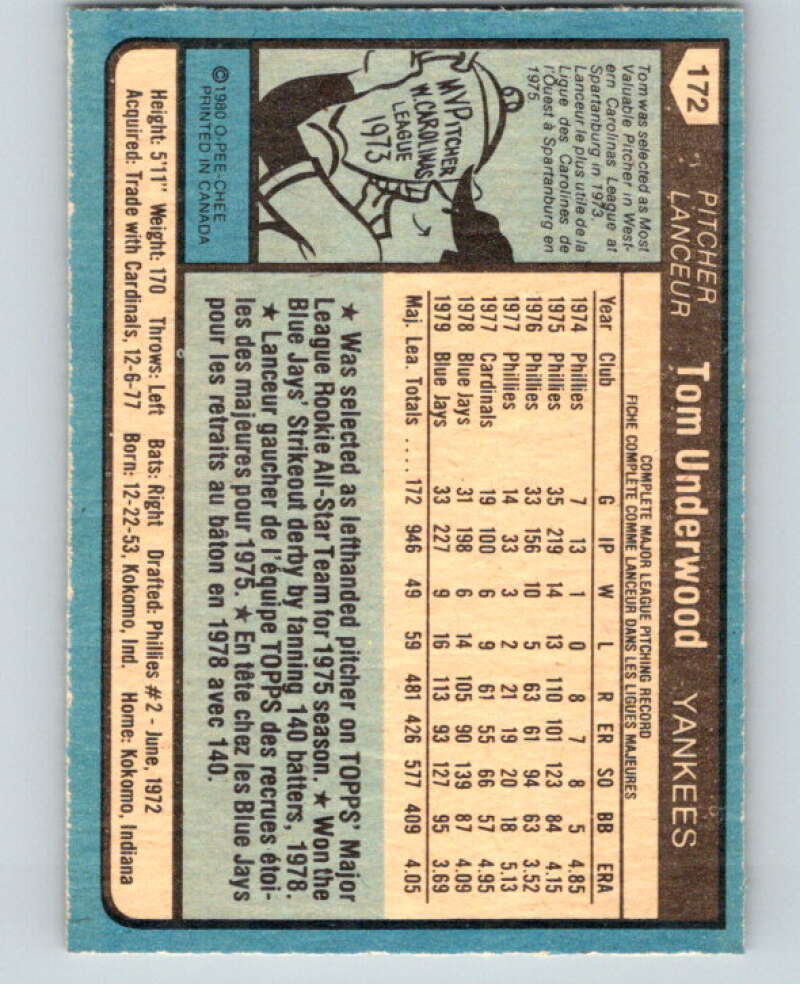 172
PITCHER
LANCEUR
Tom Underwood YANKEES
Tom was selected as Most
Valuable Pitcher in West-
ern Carolinas League at
Spartanburg in 1973.
Lanceur le plus utile de la
Ligue des Carolines de
l'Ouest à Spartanburg en
1975.
MVPITCHER
W. CAROLINAS
LEAGUE
1973
©1980 O-PEE-CHEE
PRINTED IN CANADA
COMPLETE MAJOR LEAGUE PITCHING RECORD
FICHE COMPLÈTE COMME LANCEUR DANS LES LIGUES MAJEURES
Year Club G IP W L R ER SO BB ERA
1974 Phillies 7 13 1 0 8 7 8 5 4.85
1975 Phillies 35 219 14 13 110 101 123 84 4.15
1976 Phillies 33 156 10 5 63 61 94 63 3.52
1977 Phillies 14 33 3 2 21 19 20 18 5.13
1977 Cardinals 19 100 6 9 61 55 66 57 4.95
1978 Blue Jays 31 198 6 14 105 90 139 87 4.09
1979 Blue Jays 33 227 9 16 113 93 127 95 3.69
Maj. Lea. Totals .... 172 946 49 59 481 426 577 409 4.05
★ Was selected as lefthanded pitcher on TOPPS' Major
League Rookie All-Star Team for 1975 season. ★ Won the
Blue Jays' Strikeout derby by fanning 140 batters, 1978.
★ Lanceur gaucher de l'équipe TOPPS des recrues étoi-
les des majeures pour 1975. ★ En tête chez les Blue Jays
pour les retraits au bâton en 1978 avec 140.
Height: 5'11" Weight: 170 Throws: Left Bats: Right Drafted: Phillies #2 - June, 1972
Acquired: Trade with Cardinals, 12-6-77 Born: 12-22-53, Kokomo, Ind. Home: Kokomo, Indiana